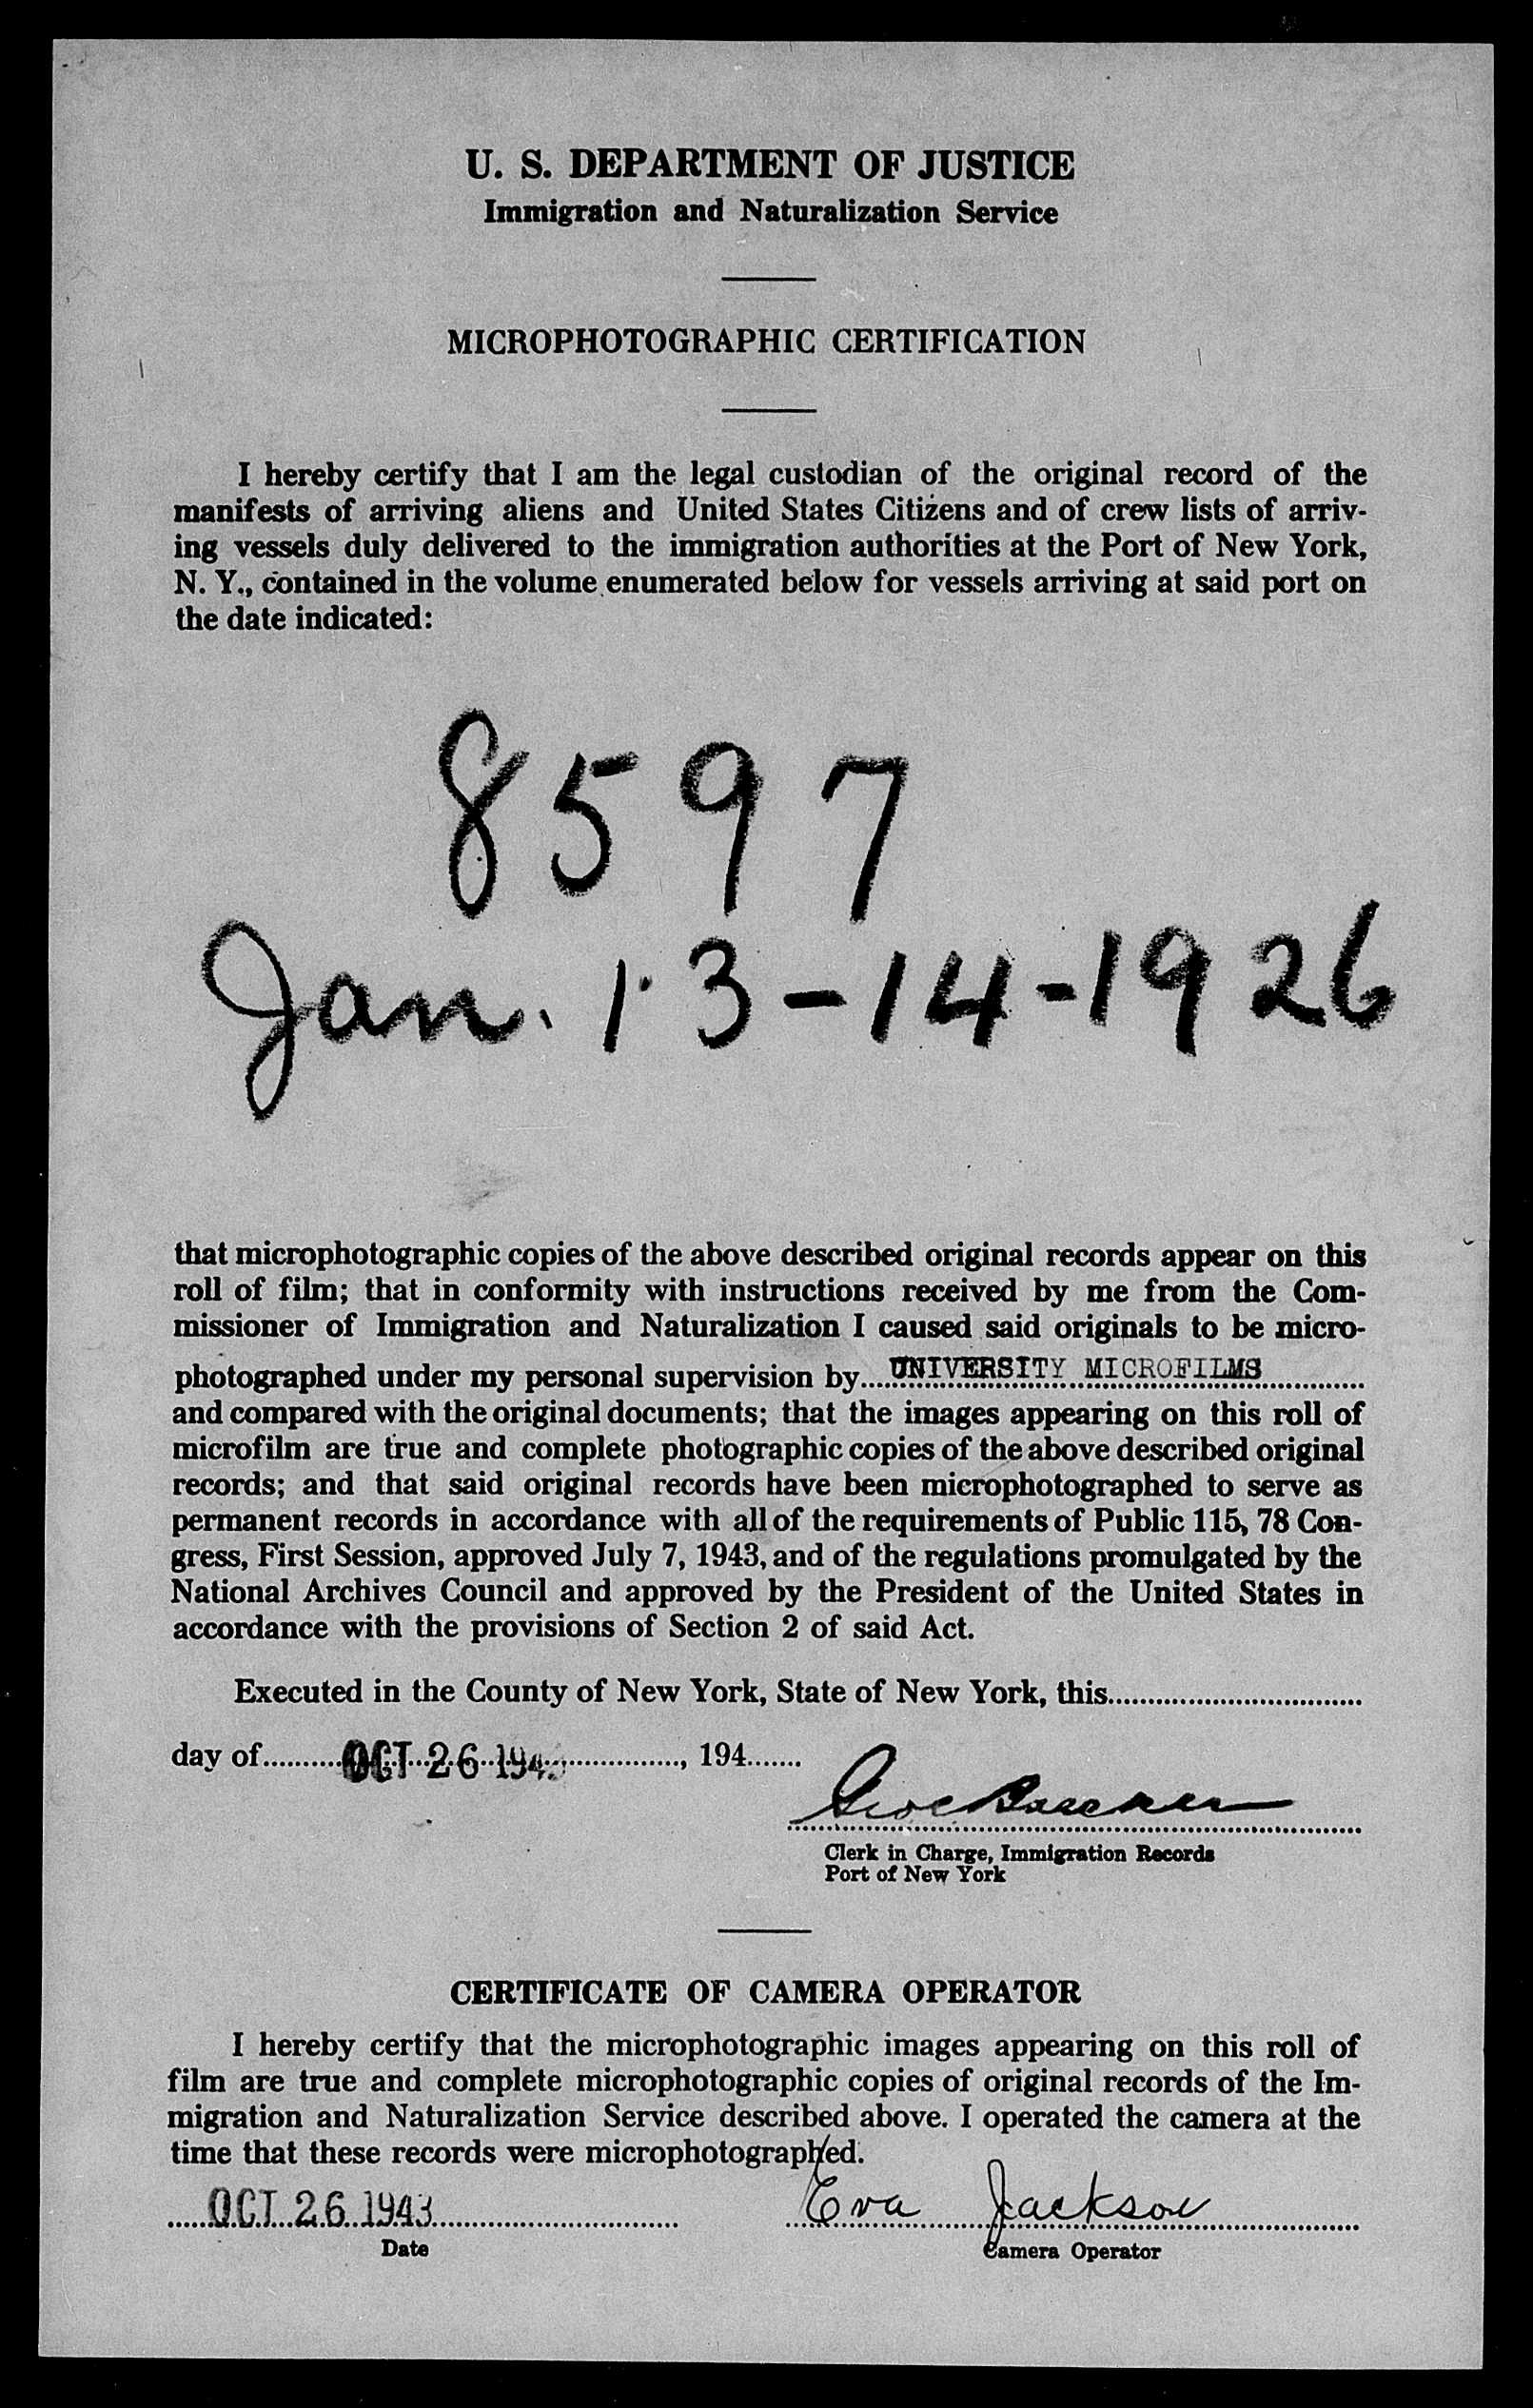 U. S. DEPARTMENT OF JUSTICE
Immigration and Naturalization Service
MICROPHOTOGRAPHIC CERTIFICATION
I hereby certify that I am the legal custodian of the original record of the
manifests of arriving aliens and United States Citizens and of crew lists of arriv-
ing vessels duly delivered to the immigration authorities at the Port of New York,
N. Y., contained in the volume enumerated below for vessels arriving at said port on
the date indicated:
8597
Jan. 13-14-1926
that microphotographic copies of the above described original records appear on this
roll of film; that in conformity with instructions received by me from the Com-
missioner of Immigration and Naturalization I caused said originals to be micro-
photographed under my personal supervision by UNIVERSITY MICROFILMS
and compared with the original documents; that the images appearing on this roll of
microfilm are true and complete photographic copies of the above described original
records; and that said original records have been microphotographed to serve as
permanent records in accordance with all of the requirements of Public 115, 78 Con-
gress, First Session, approved July 7, 1943, and of the regulations promulgated by the
National Archives Council and approved by the President of the United States in
accordance with the provisions of Section 2 of said Act.
Executed in the County of New York, State of New York, this
day of OCT 26 1943, 194
Clerk in Charge, Immigration Records
Port of New York
CERTIFICATE OF CAMERA OPERATOR
I hereby certify that the microphotographic images appearing on this roll of
film are true and complete microphotographic copies of original records of the Im-
migration and Naturalization Service described above. I operated the camera at the
time that these records were microphotographed.
OCT 26 1943 Eva Jackson
Date Camera Operator